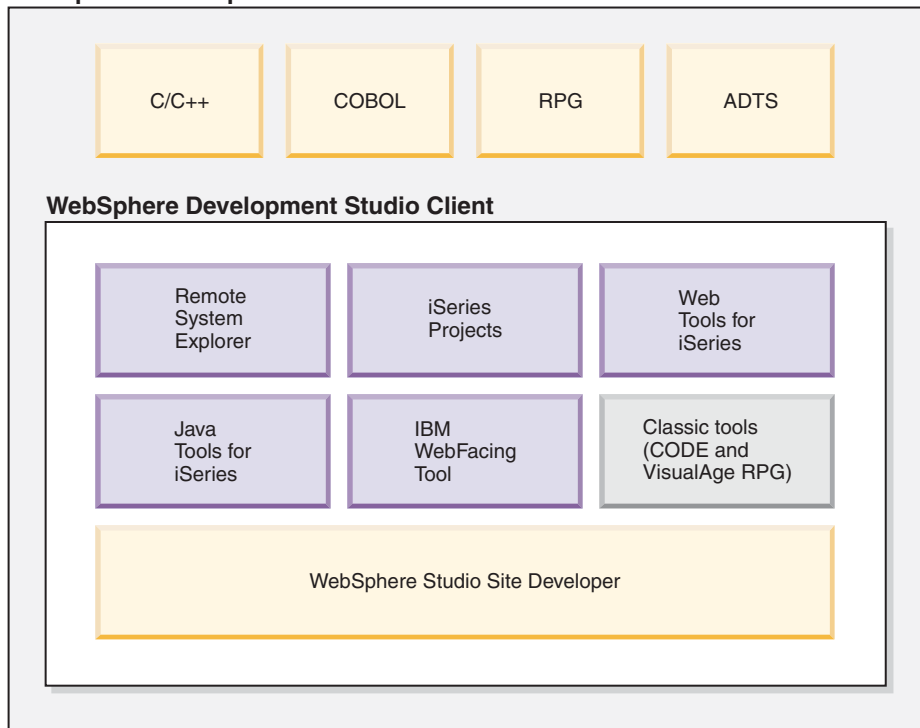 C/C++
COBOL
RPG
ADTS
WebSphere Development Studio Client
Remote
System
Explorer
iSeries
Projects
Web
Tools for
iSeries
Java
Tools for
iSeries
IBM
WebFacing
Tool
Classic tools
(CODE and
VisualAge RPG)
WebSphere Studio Site Developer